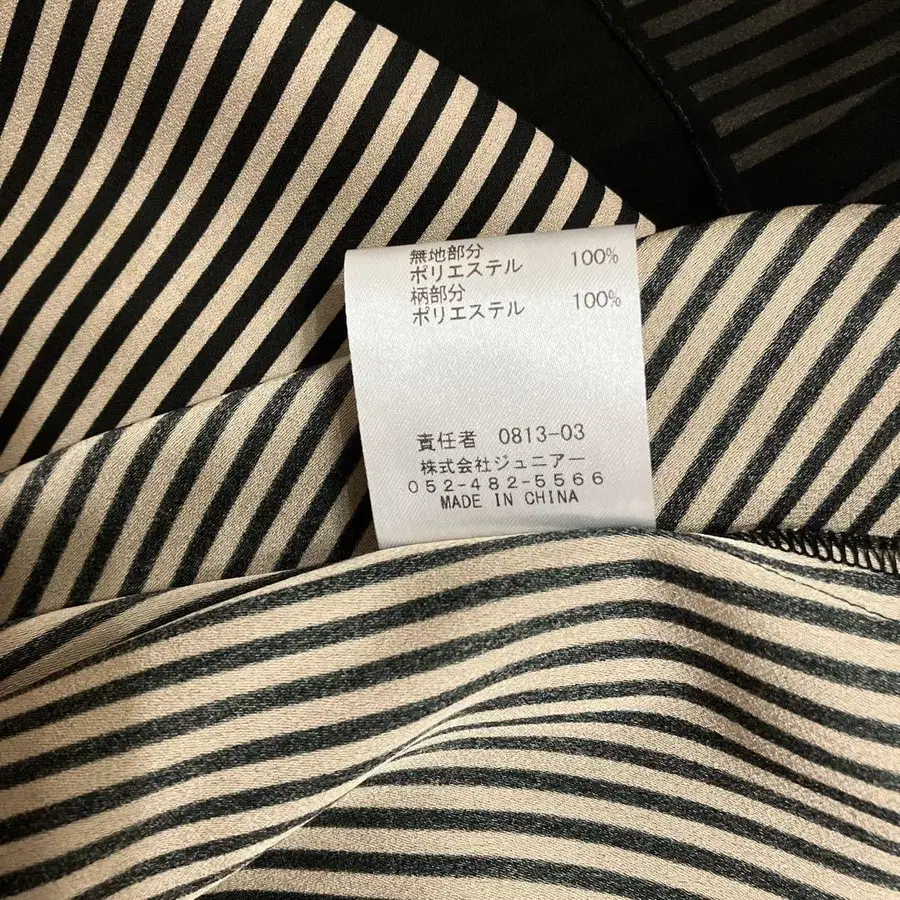 無地部分
ポリエステル 100%
柄部分
ポリエステル 100%
責任者 0813-03
株式会社ジュニアー
052-482-5566
MADE IN CHINA